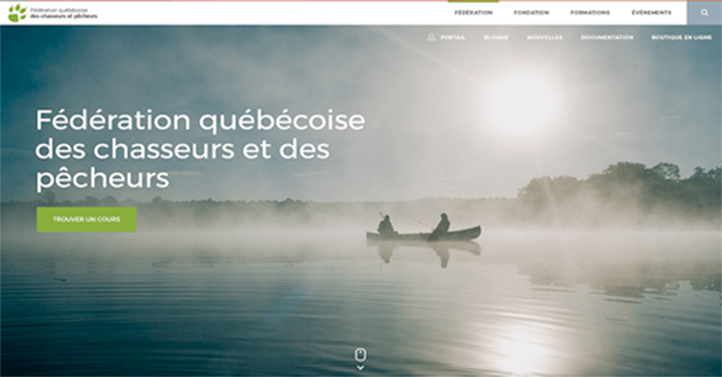 Fédération québécoise
des chasseurs et pêcheurs
FÉDÉRATION FONDATION FORMATIONS ÉVÉNEMENTS
PORTAIL BLOGUE NOUVELLES DOCUMENTATION BOUTIQUE EN LIGNE
Fédération québécoise
des chasseurs et des
pêcheurs
TROUVER UN COURS